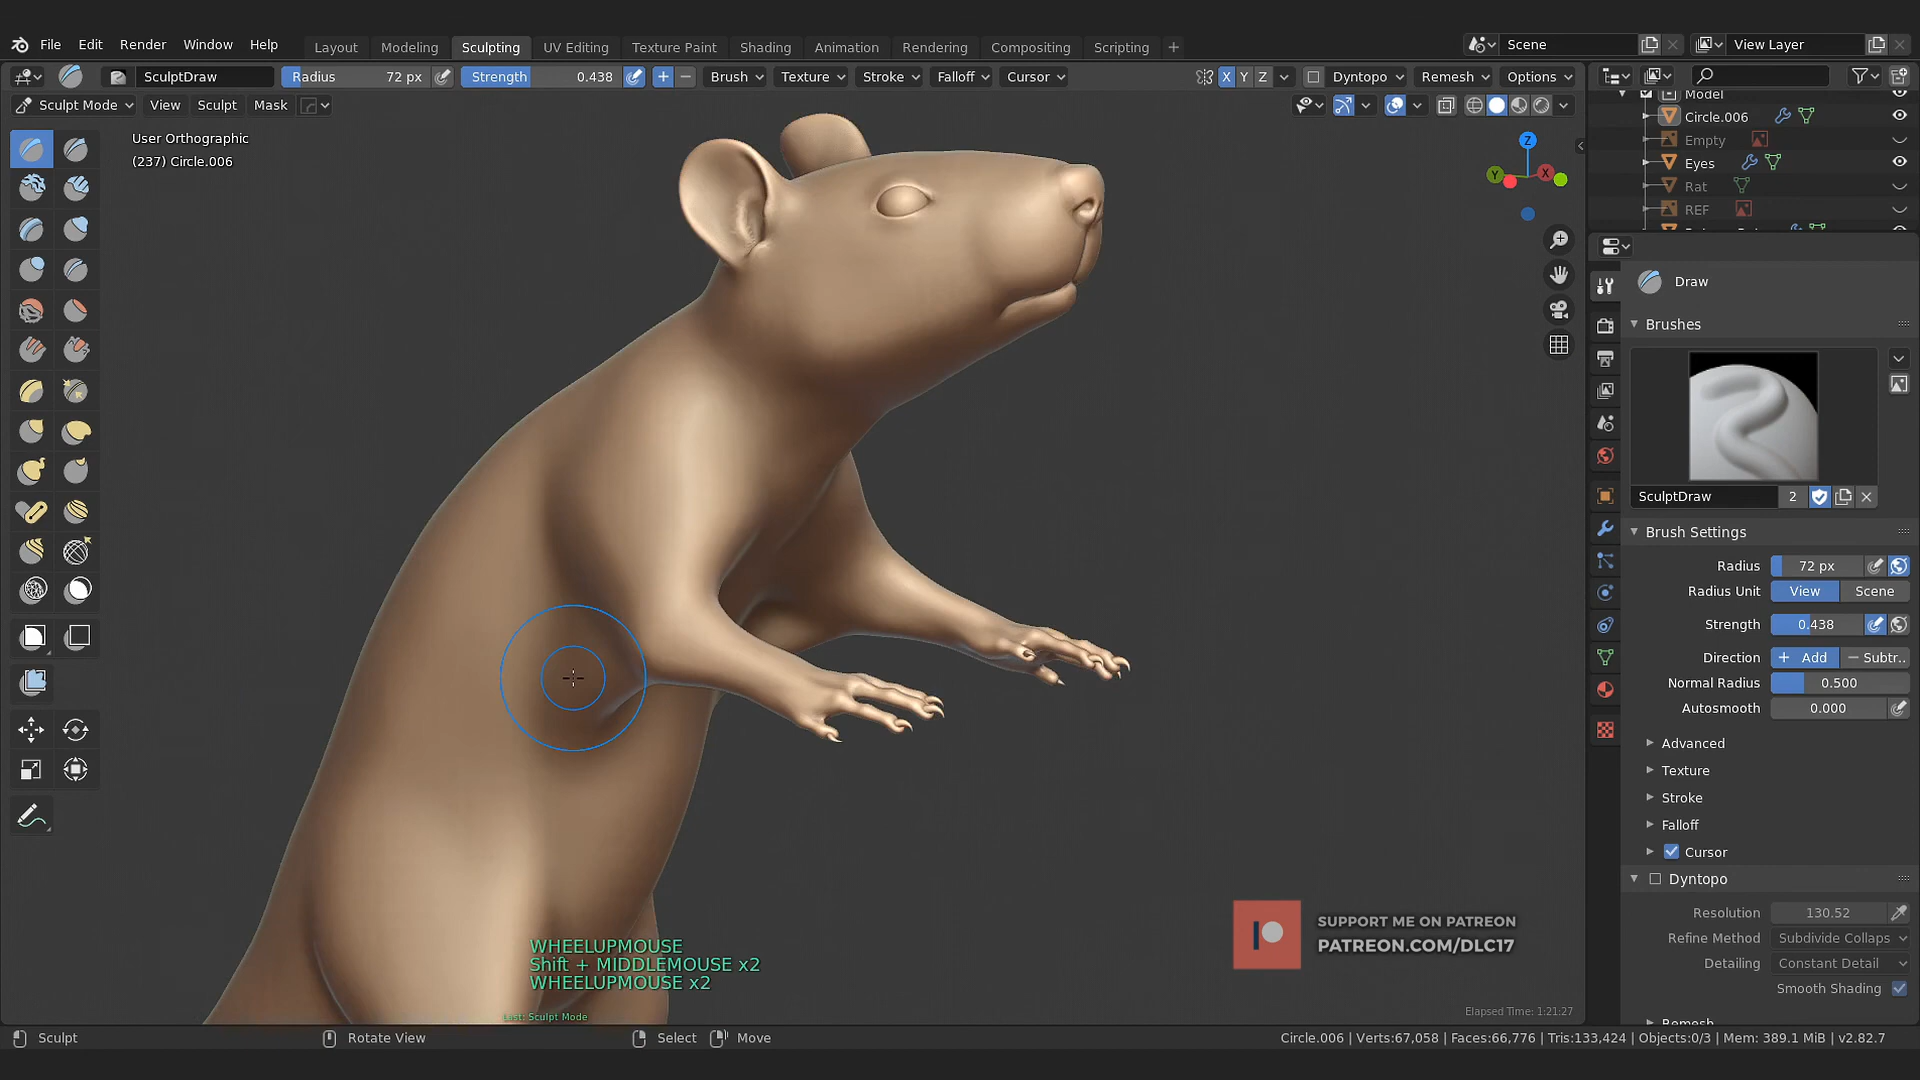 File Edit Render Window Help Layout Modeling Sculpting UV Editing Texture Paint Shading Animation Rendering Compositing Scripting + Scene View Layer
SculptDraw Radius 72 px Strength 0.438 Brush Texture Stroke Falloff Cursor X Y Z Dyntopo Remesh Options
Sculpt Mode View Sculpt Mask
User Orthographic
(237) Circle.006
Z
Y
X
Model
Circle.006
Empty
Eyes
Rat
REF
Draw
Brushes
SculptDraw 2
Brush Settings
Radius 72 px
Radius Unit View Scene
Strength 0.438
Direction + Add − Subtr..
Normal Radius 0.500
Autosmooth 0.000
Advanced
Texture
Stroke
Falloff
Cursor
Dyntopo
Resolution 130.52
Refine Method Subdivide Collaps
Detailing Constant Detail
Smooth Shading
Remesh
SUPPORT ME ON PATREON
PATREON.COM/DLC17
WHEELUPMOUSE
Shift + MIDDLEMOUSE x2
WHEELUPMOUSE x2
Last: Sculpt Mode
Elapsed Time: 1:21:27
Sculpt Rotate View Select Move Circle.006 | Verts:67,058 | Faces:66,776 | Tris:133,424 | Objects:0/3 | Mem: 389.1 MiB | v2.82.7